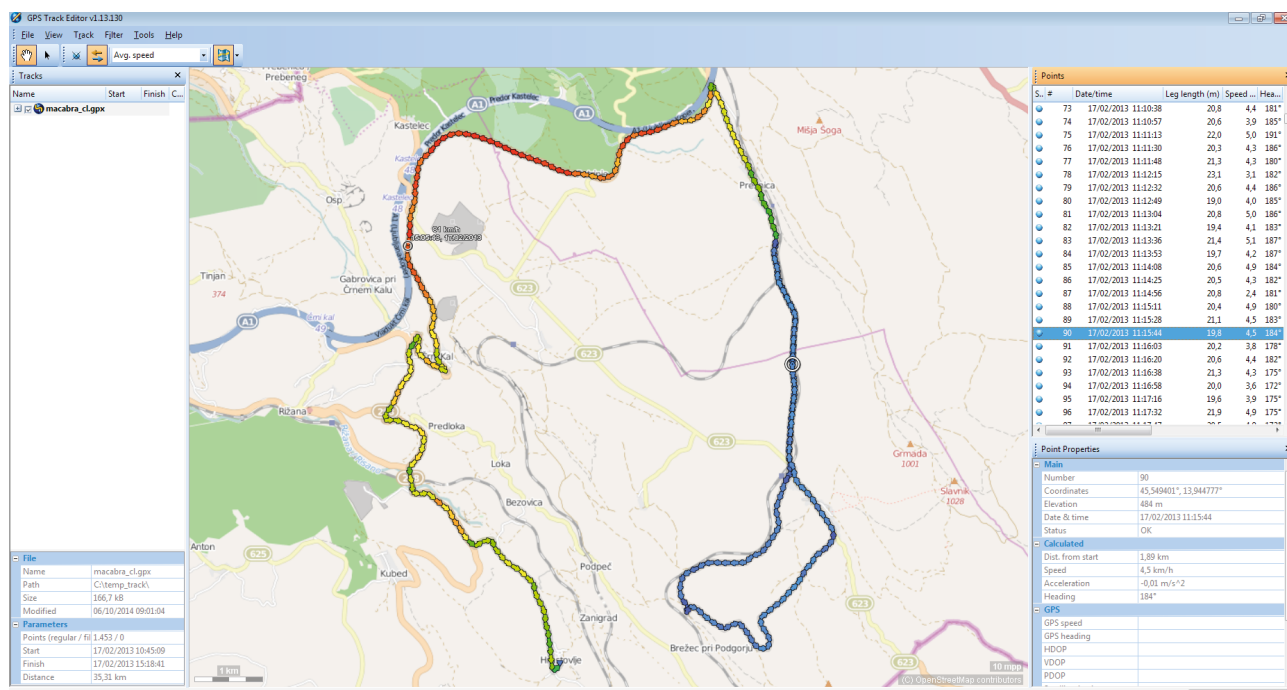 GPS Track Editor v1.13.130
File View Track Filter Tools Help
Avg. speed
Tracks
Name Start Finish C...
macabra_cl.gpx
File
Name macabra_cl.gpx
Path C:\temp_track\
Size 166,7 kB
Modified 06/10/2014 09:01:04
Parameters
Points (regular / fil 1.453 / 0
Start 17/02/2013 10:45:09
Finish 17/02/2013 15:18:41
Distance 35,31 km
Prebeneg
A1
Predor Kastelec
A1
Kastelec
Mišja Šoga
Kastelec
48
Osp
48
Tinjan
374
Gabrovica pri
Črnem Kalu
623
A1
Črni kal
49
623
Rižana
Predloka
623
Grmada
1001
Loka
Bezovica
Slavnik
1028
Anton
625
Kubed
Podpeč
623
Zanigrad
Brežec pri Podgorju
1 km
10 mpp
(C) OpenStreetMap contributors
Points
S.. # Date/time Leg length (m) Speed ... Hea...
73 17/02/2013 11:10:38 20,8 4,4 181°
74 17/02/2013 11:10:57 20,6 3,9 185°
75 17/02/2013 11:11:13 22,0 5,0 191°
76 17/02/2013 11:11:30 20,3 4,3 186°
77 17/02/2013 11:11:48 21,3 4,3 180°
78 17/02/2013 11:12:15 23,1 3,1 182°
79 17/02/2013 11:12:32 20,6 4,4 186°
80 17/02/2013 11:12:49 19,0 4,0 185°
81 17/02/2013 11:13:04 20,8 5,0 186°
82 17/02/2013 11:13:21 19,4 4,1 183°
83 17/02/2013 11:13:36 21,4 5,1 187°
84 17/02/2013 11:13:53 19,7 4,2 187°
85 17/02/2013 11:14:08 20,6 4,9 184°
86 17/02/2013 11:14:25 20,5 4,3 182°
87 17/02/2013 11:14:56 20,8 2,4 181°
88 17/02/2013 11:15:11 20,4 4,9 180°
89 17/02/2013 11:15:28 21,1 4,5 183°
90 17/02/2013 11:15:44 19,8 4,5 184°
91 17/02/2013 11:16:03 20,2 3,8 178°
92 17/02/2013 11:16:20 20,6 4,4 182°
93 17/02/2013 11:16:38 21,3 4,3 175°
94 17/02/2013 11:16:58 20,0 3,6 172°
95 17/02/2013 11:17:16 19,6 3,9 175°
96 17/02/2013 11:17:32 21,9 4,9 175°
Point Properties
Main
Number 90
Coordinates 45,549401°, 13,944777°
Elevation 484 m
Date & time 17/02/2013 11:15:44
Status OK
Calculated
Dist. from start 1,89 km
Speed 4,5 km/h
Acceleration -0,01 m/s^2
Heading 184°
GPS
GPS speed
GPS heading
HDOP
VDOP
PDOP